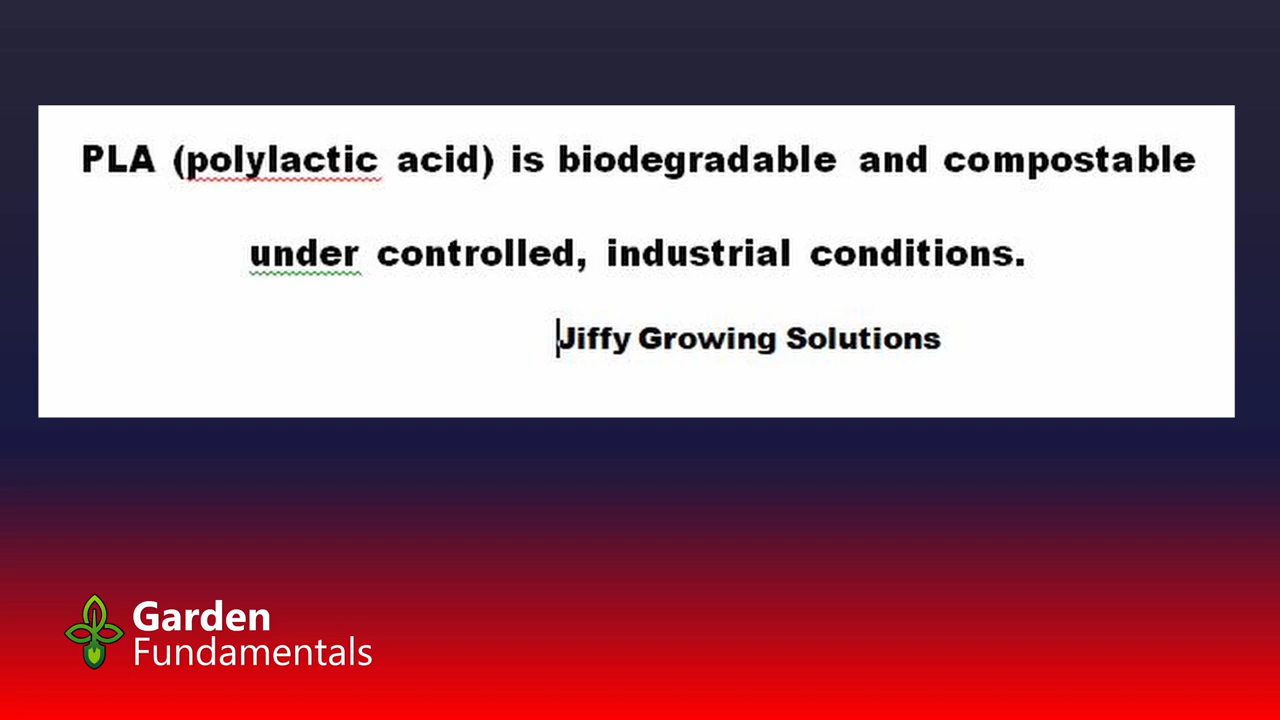 PLA (polylactic acid) is biodegradable and compostable
under controlled, industrial conditions.
Jiffy Growing Solutions
Garden
Fundamentals